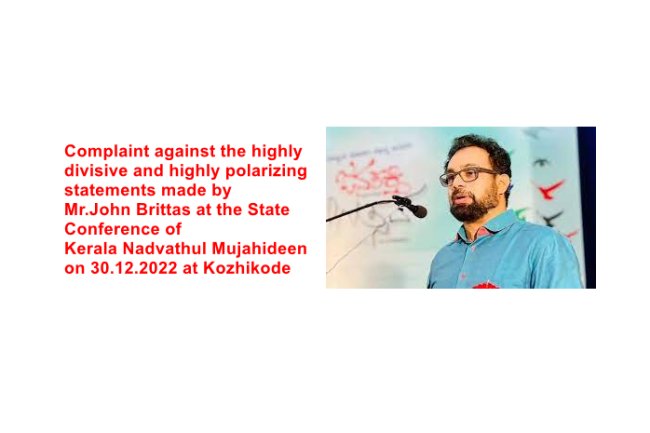 Complaint against the highly
divisive and highly polarizing
statements made by
Mr.John Brittas at the State
Conference of
Kerala Nadvathul Mujahideen
on 30.12.2022 at Kozhikode